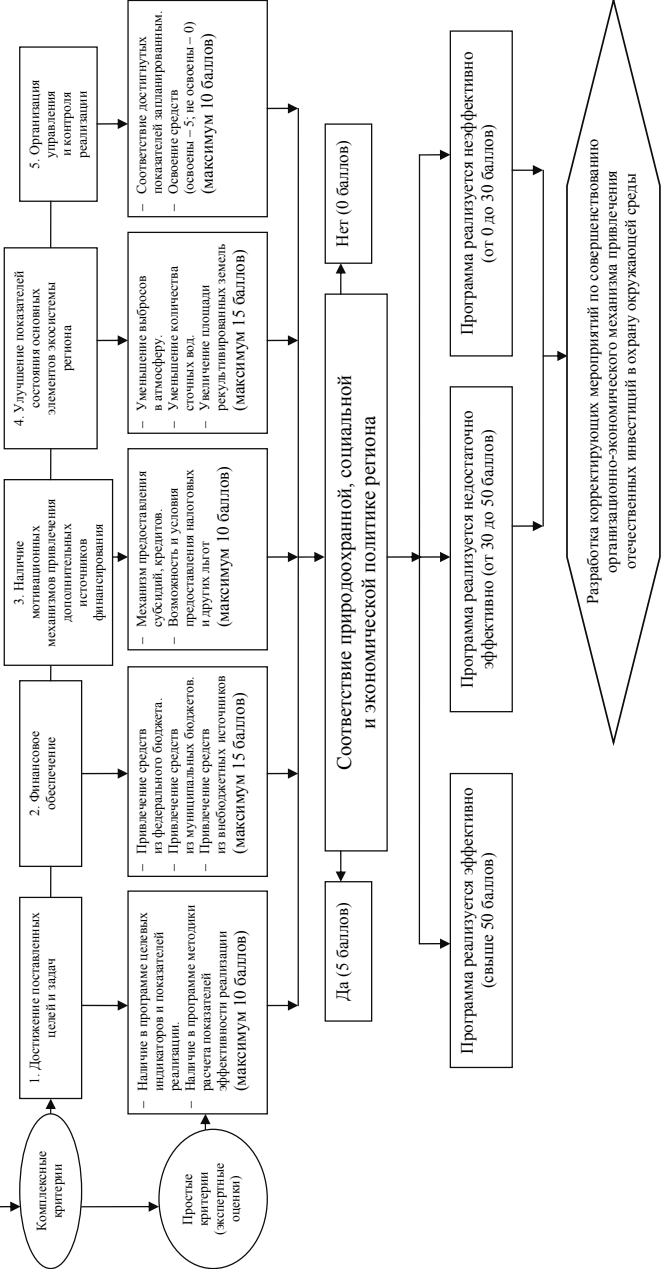 Комплексные
критерии
1. Достижение поставленных
целей и задач
2. Финансовое
обеспечение
3. Наличие
мотивационных
механизмов привлечения
дополнительных
источников
финансирования
4. Улучшение показателей
состояния основных
элементов экосистемы
региона
5. Организация
управления
и контроля
реализации
Простые
критерии
(экспертные
оценки)
– Наличие в программе целевых
индикаторов и показателей
реализации.
– Наличие в программе методики
расчета показателей
эффективности реализации
(максимум 10 баллов)
– Привлечение средств
из федерального бюджета.
– Привлечение средств
из муниципальных бюджетов.
– Привлечение средств
из внебюджетных источников
(максимум 15 баллов)
– Механизм предоставления
субсидий, кредитов.
– Возможность и условия
предоставления налоговых
и других льгот
(максимум 10 баллов)
– Уменьшение выбросов
в атмосферу.
– Уменьшение количества
сточных вод.
– Увеличение площади
рекультивированных земель
(максимум 15 баллов)
– Соответствие достигнутых
показателей запланированным.
– Освоение средств
(освоены – 5; не освоены – 0)
(максимум 10 баллов)
Да (5 баллов)
Соответствие природоохранной, социальной
и экономической политике региона
Нет (0 баллов)
Программа реализуется эффективно
(свыше 50 баллов)
Программа реализуется недостаточно
эффективно (от 30 до 50 баллов)
Программа реализуется неэффективно
(от 0 до 30 баллов)
Разработка корректирующих мероприятий по совершенствованию
организационно-экономического механизма привлечения
отечественных инвестиций в охрану окружающей среды